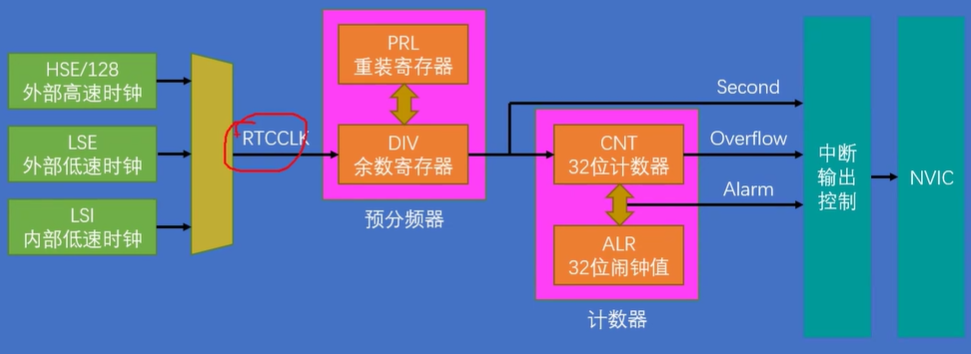 HSE/128
外部高速时钟
LSE
外部低速时钟
LSI
内部低速时钟
RTCCLK
PRL
重装寄存器
DIV
余数寄存器
预分频器
CNT
32位计数器
ALR
32位闹钟值
计数器
Second
Overflow
Alarm
中断
输出
控制
NVIC